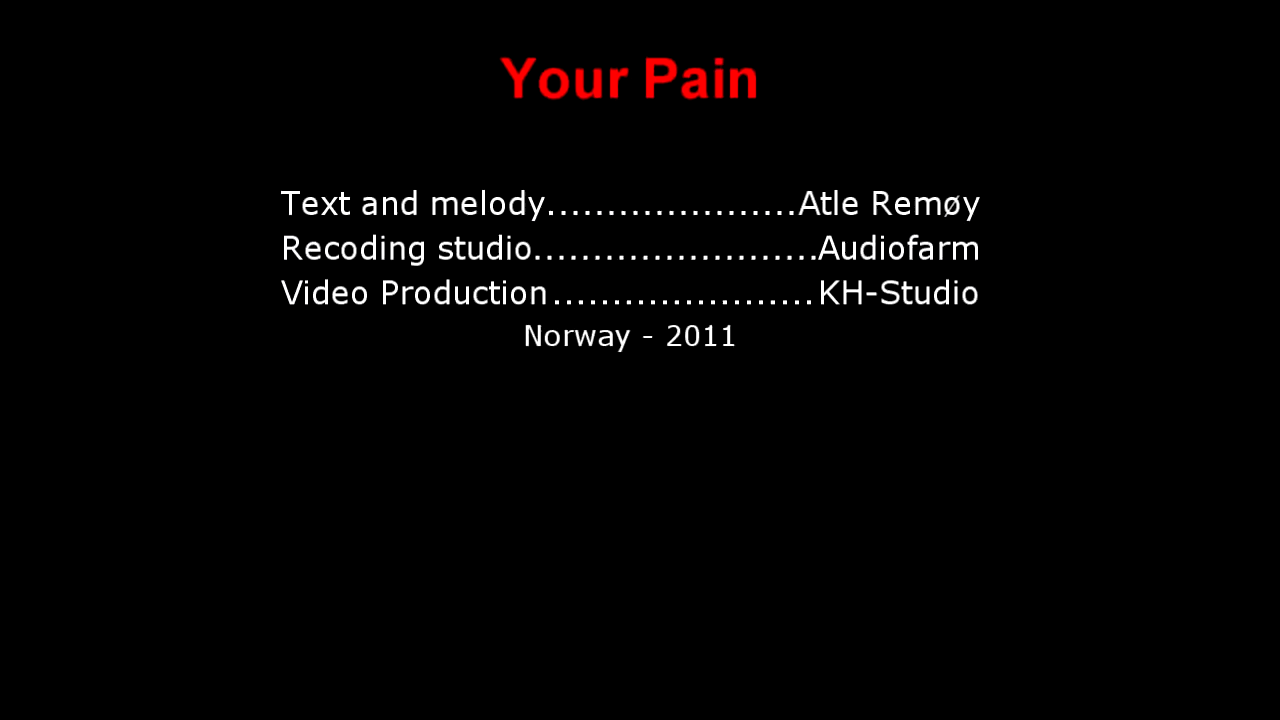 Your Pain
Text and melody.....................Atle Remøy
Recoding studio........................Audiofarm
Video Production......................KH-Studio
Norway - 2011